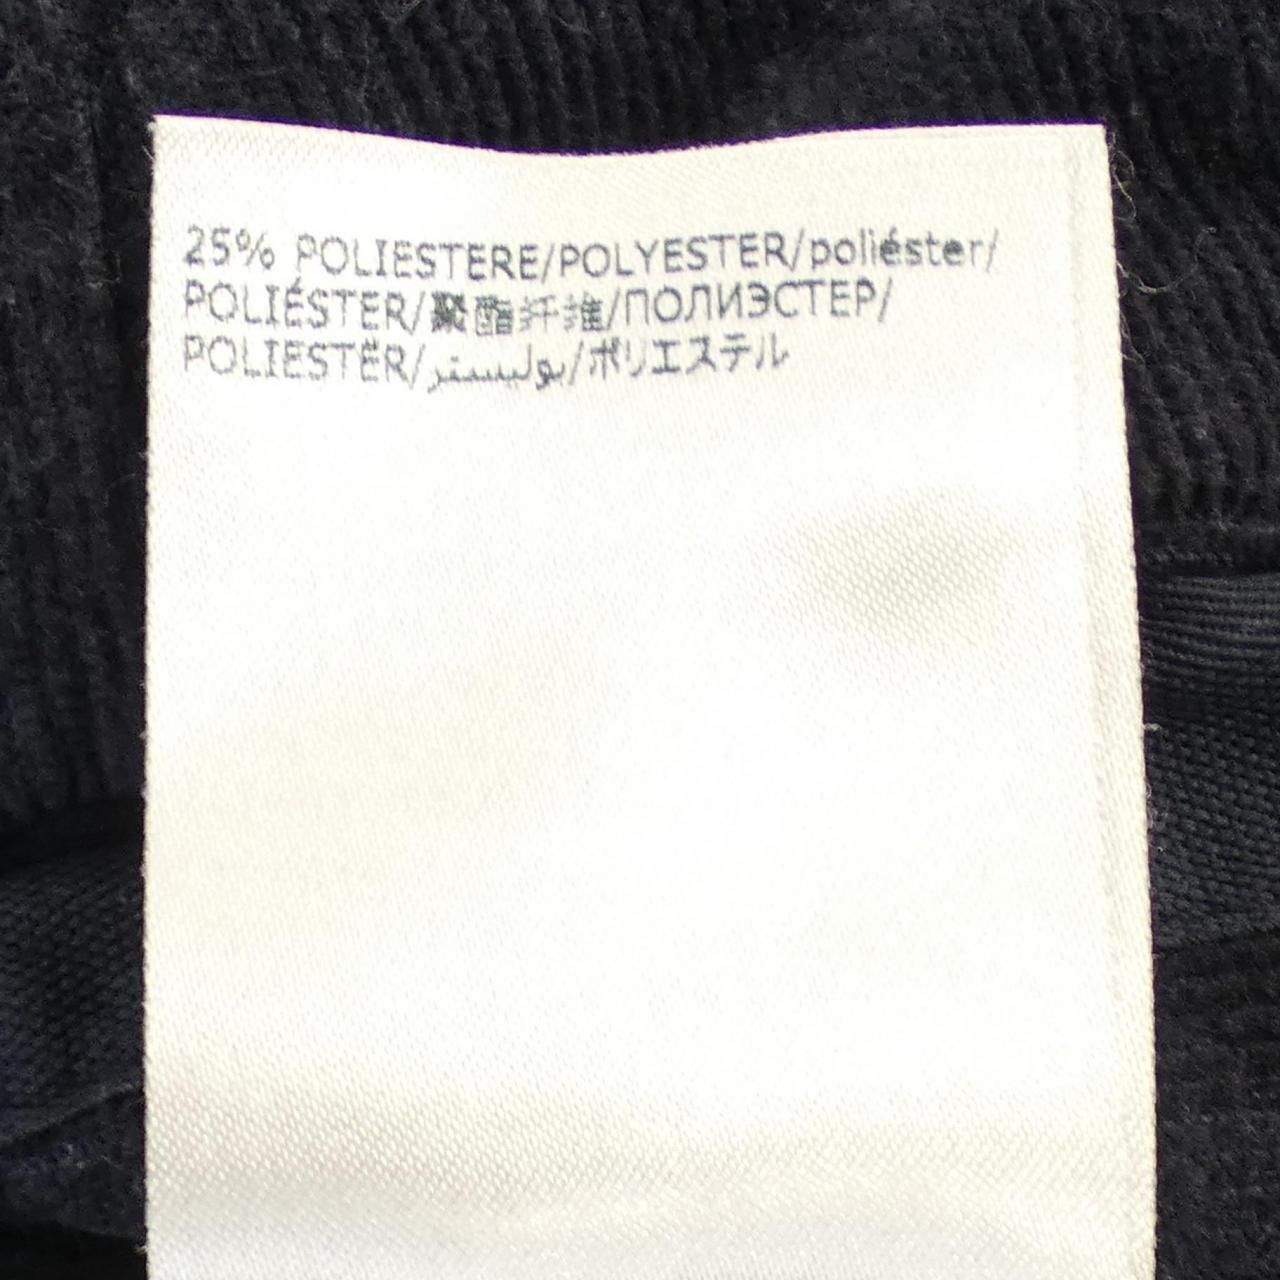 25% POLIESTERE/POLYESTER/poliéster/
POLIÉSTER/聚酯纤维/ПОЛИЭСТЕР/
POLIESTER/بوليستر/ポリエステル